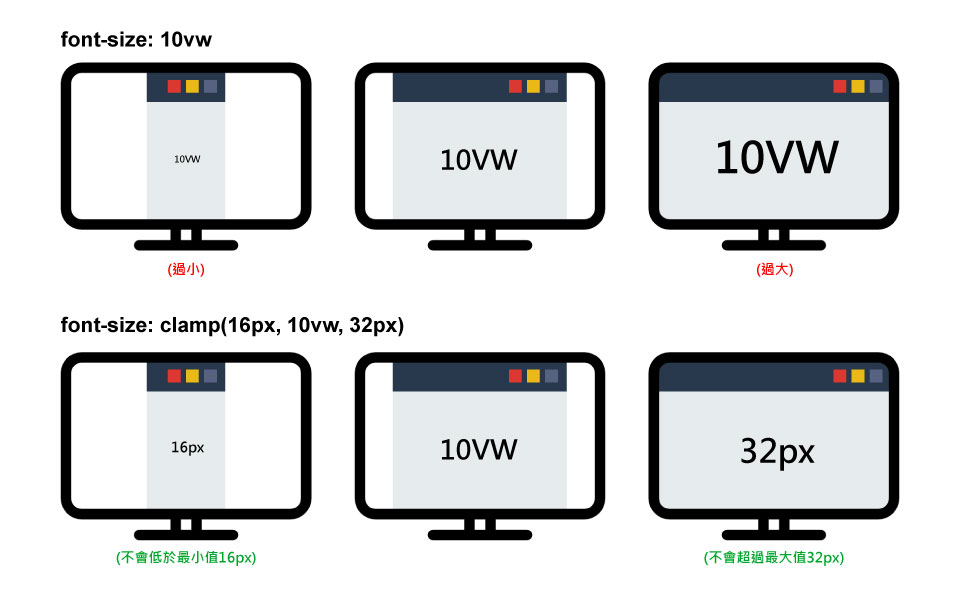 font-size: 10vw
10VW
10VW
10VW
(過小)
(過大)
font-size: clamp(16px, 10vw, 32px)
16px
10VW
32px
(不會低於最小值16px)
(不會超過最大值32px)